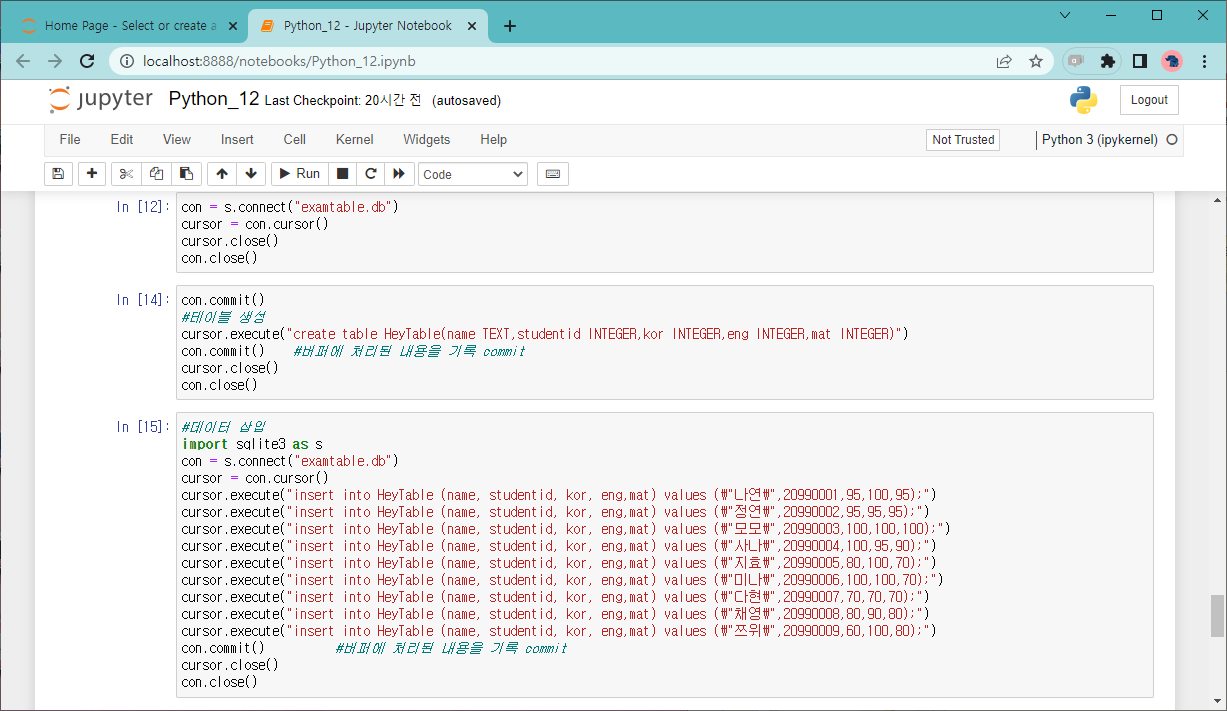 Home Page - Select or create a
Python_12 - Jupyter Notebook
localhost:8888/notebooks/Python_12.ipynb
jupyter Python_12 Last Checkpoint: 20시간 전 (autosaved)
Logout
File Edit View Insert Cell Kernel Widgets Help
Not Trusted
Python 3 (ipykernel)
Run
Code
In [12]:
con = s.connect("examtable.db")
cursor = con.cursor()
cursor.close()
con.close()
In [14]:
con.commit()
#테이블 생성
cursor.execute("create table HeyTable(name TEXT,studentid INTEGER,kor INTEGER,eng INTEGER,mat INTEGER)")
con.commit() #버퍼에 처리된 내용을 기록 commit
cursor.close()
con.close()
In [15]:
#데이터 삽입
import sqlite3 as s
con = s.connect("examtable.db")
cursor = con.cursor()
cursor.execute("insert into HeyTable (name, studentid, kor, eng,mat) values (₩"나연₩",20990001,95,100,95);")
cursor.execute("insert into HeyTable (name, studentid, kor, eng,mat) values (₩"정연₩",20990002,95,95,95);")
cursor.execute("insert into HeyTable (name, studentid, kor, eng,mat) values (₩"모모₩",20990003,100,100,100);")
cursor.execute("insert into HeyTable (name, studentid, kor, eng,mat) values (₩"사나₩",20990004,100,95,90);")
cursor.execute("insert into HeyTable (name, studentid, kor, eng,mat) values (₩"지효₩",20990005,80,100,70);")
cursor.execute("insert into HeyTable (name, studentid, kor, eng,mat) values (₩"미나₩",20990006,100,100,70);")
cursor.execute("insert into HeyTable (name, studentid, kor, eng,mat) values (₩"다현₩",20990007,70,70,70);")
cursor.execute("insert into HeyTable (name, studentid, kor, eng,mat) values (₩"채영₩",20990008,80,90,80);")
cursor.execute("insert into HeyTable (name, studentid, kor, eng,mat) values (₩"쯔위₩",20990009,60,100,80);")
con.commit() #버퍼에 처리된 내용을 기록 commit
cursor.close()
con.close()